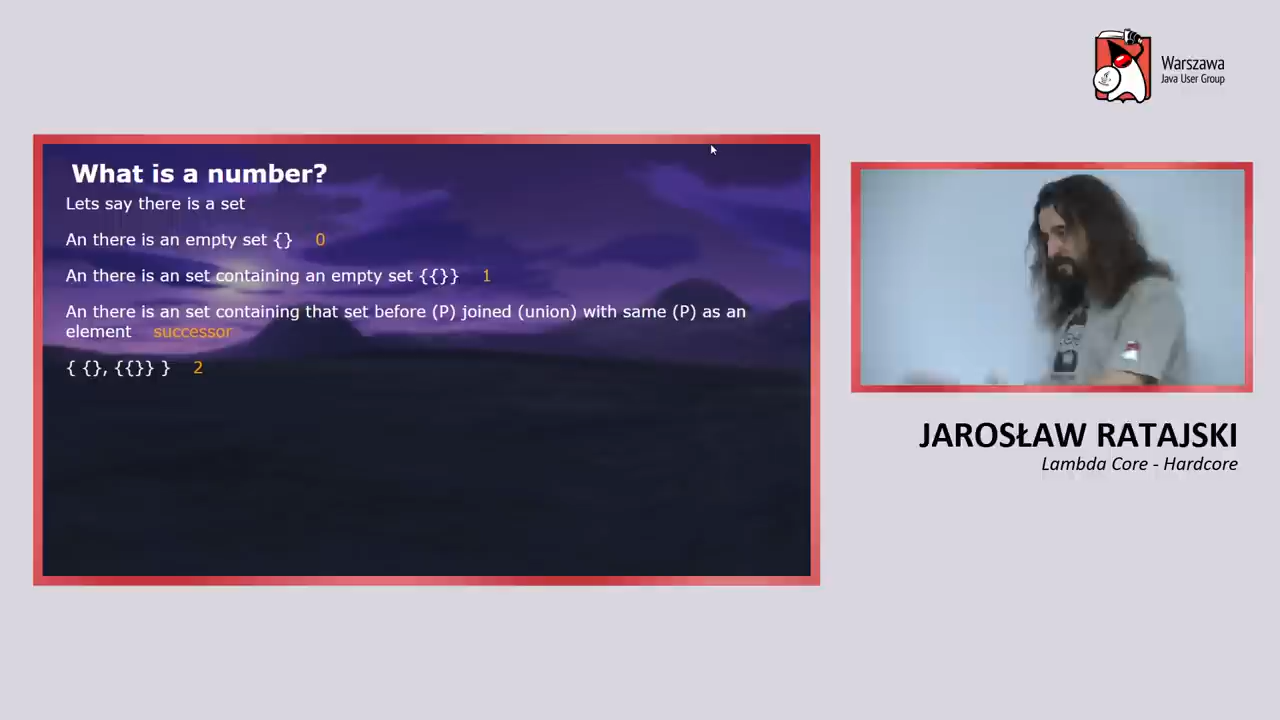 Warszawa
Java User Group
What is a number?
Lets say there is a set
An there is an empty set {} 0
An there is an set containing an empty set {{}} 1
An there is an set containing that set before (P) joined (union) with same (P) as an
element successor
{ {}, {{}} } 2
JAROSŁAW RATAJSKI
Lambda Core - Hardcore